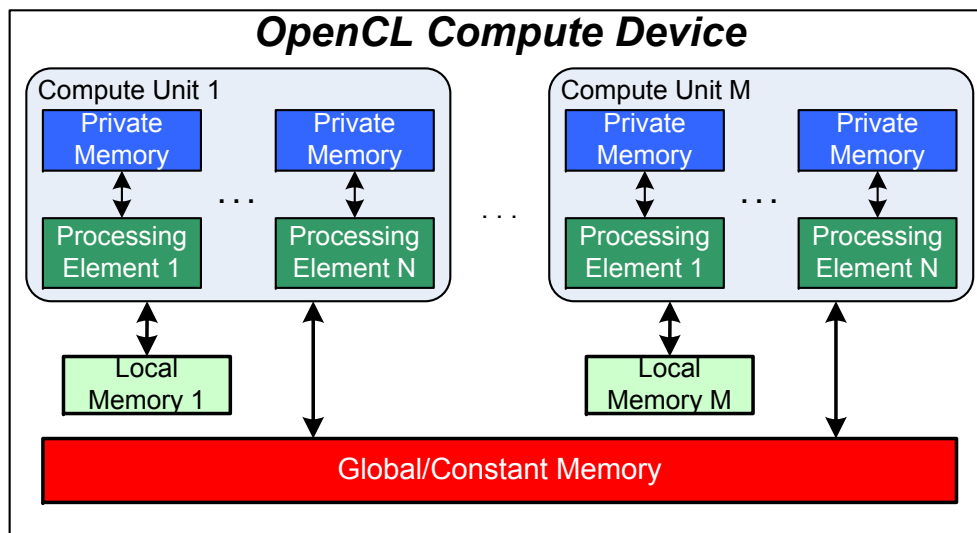 OpenCL Compute Device
Compute Unit 1
Private
Memory
Private
Memory
. . .
Processing
Element 1
Processing
Element N
Local
Memory 1
. . .
Compute Unit M
Private
Memory
Private
Memory
. . .
Processing
Element 1
Processing
Element N
Local
Memory M
Global/Constant Memory